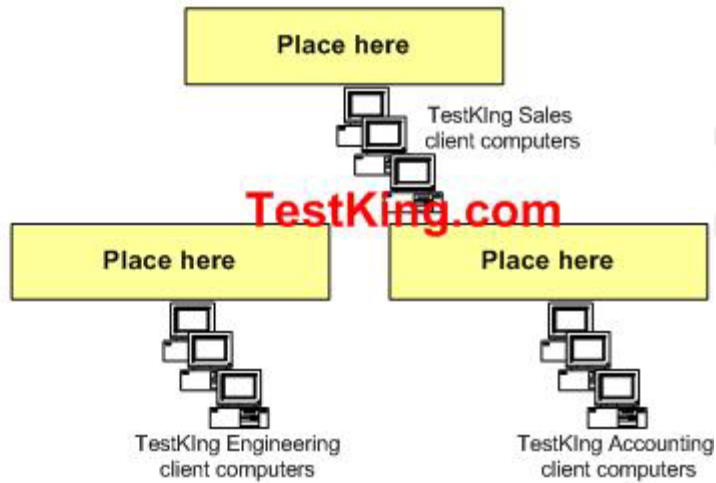 Place here
TestKIng Sales
client computers
TestKing.com
Place here
Place here
TestKIng Engineering
client computers
TestKIng Accounting
client computers